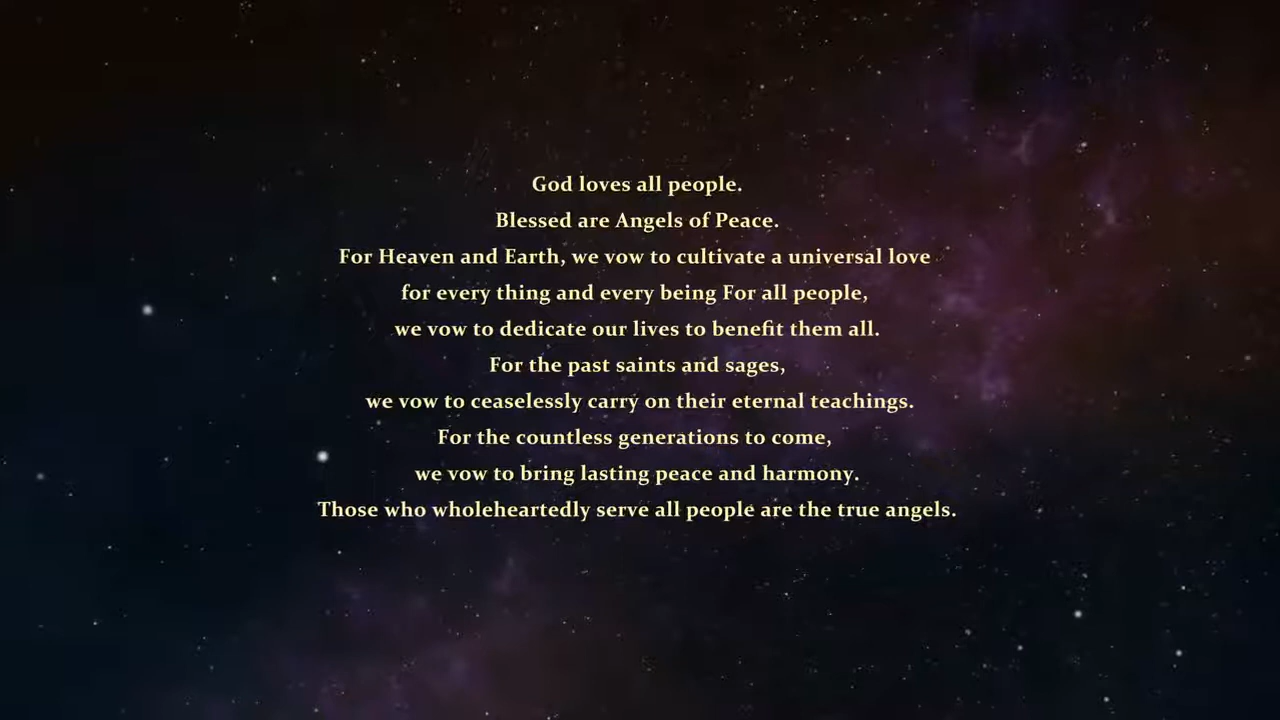 God loves all people.
Blessed are Angels of Peace.
For Heaven and Earth, we vow to cultivate a universal love
for every thing and every being For all people,
we vow to dedicate our lives to benefit them all.
For the past saints and sages,
we vow to ceaselessly carry on their eternal teachings.
For the countless generations to come,
we vow to bring lasting peace and harmony.
Those who wholeheartedly serve all people are the true angels.